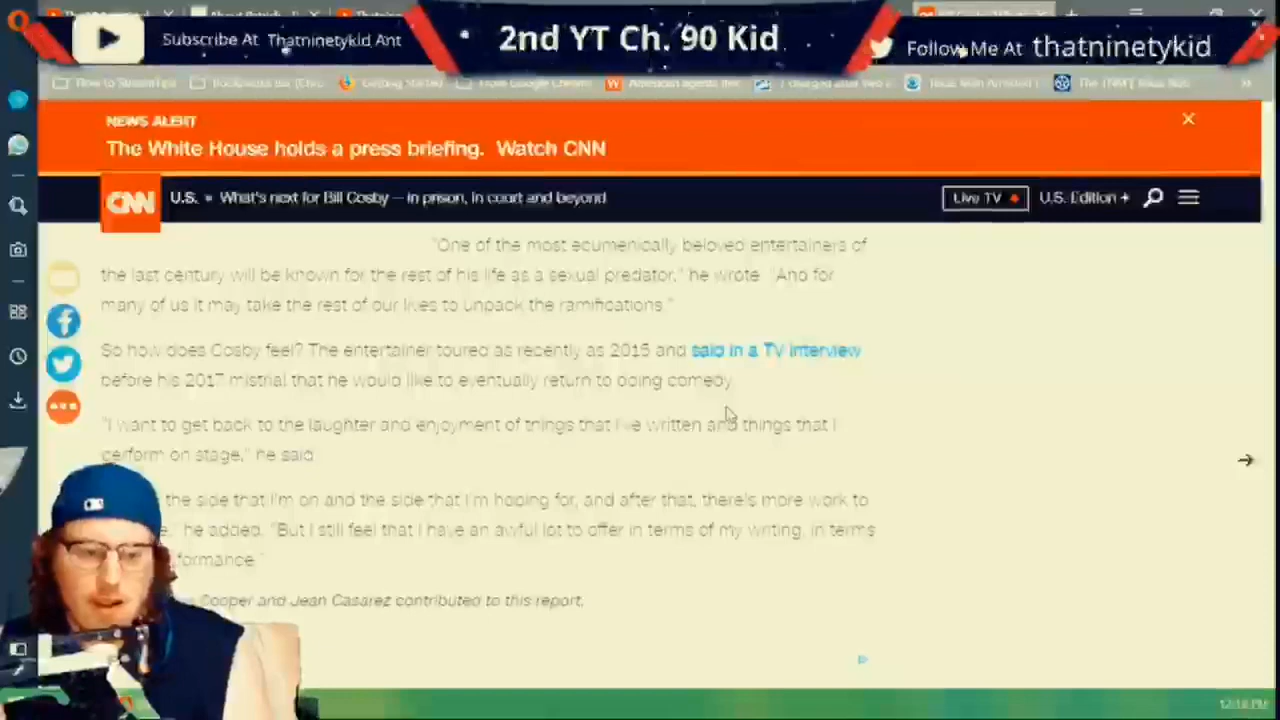 Subscribe At Thatninetykid Ant
2nd YT Ch. 90 Kid
Follow Me At thatninetykid
How to
Getting Started
From Google Chrome
NEWS ALERT
The White House holds a press briefing. Watch CNN
CNN
U.S. » What's next for Bill Cosby — in prison, in court and beyond
Live TV
U.S. Edition +
"One of the most ecumenically beloved entertainers of
the last century will be known for the rest of his life as a sexual predator," he wrote. "And for
many of us it may take the rest of our lives to unpack the ramifications."
So how does Cosby feel? The entertainer toured as recently as 2015 and said in a TV interview
before his 2017 mistrial that he would like to eventually return to doing comedy.
"I want to get back to the laughter and enjoyment of things that I've written and things that I
perform on stage," he said.
the side that I'm on and the side that I'm hoping for, and after that, there's more work to
he added. "But I still feel that I have an awful lot to offer in terms of my writing, in terms
formance."
Cooper and Jean Casarez contributed to this report.